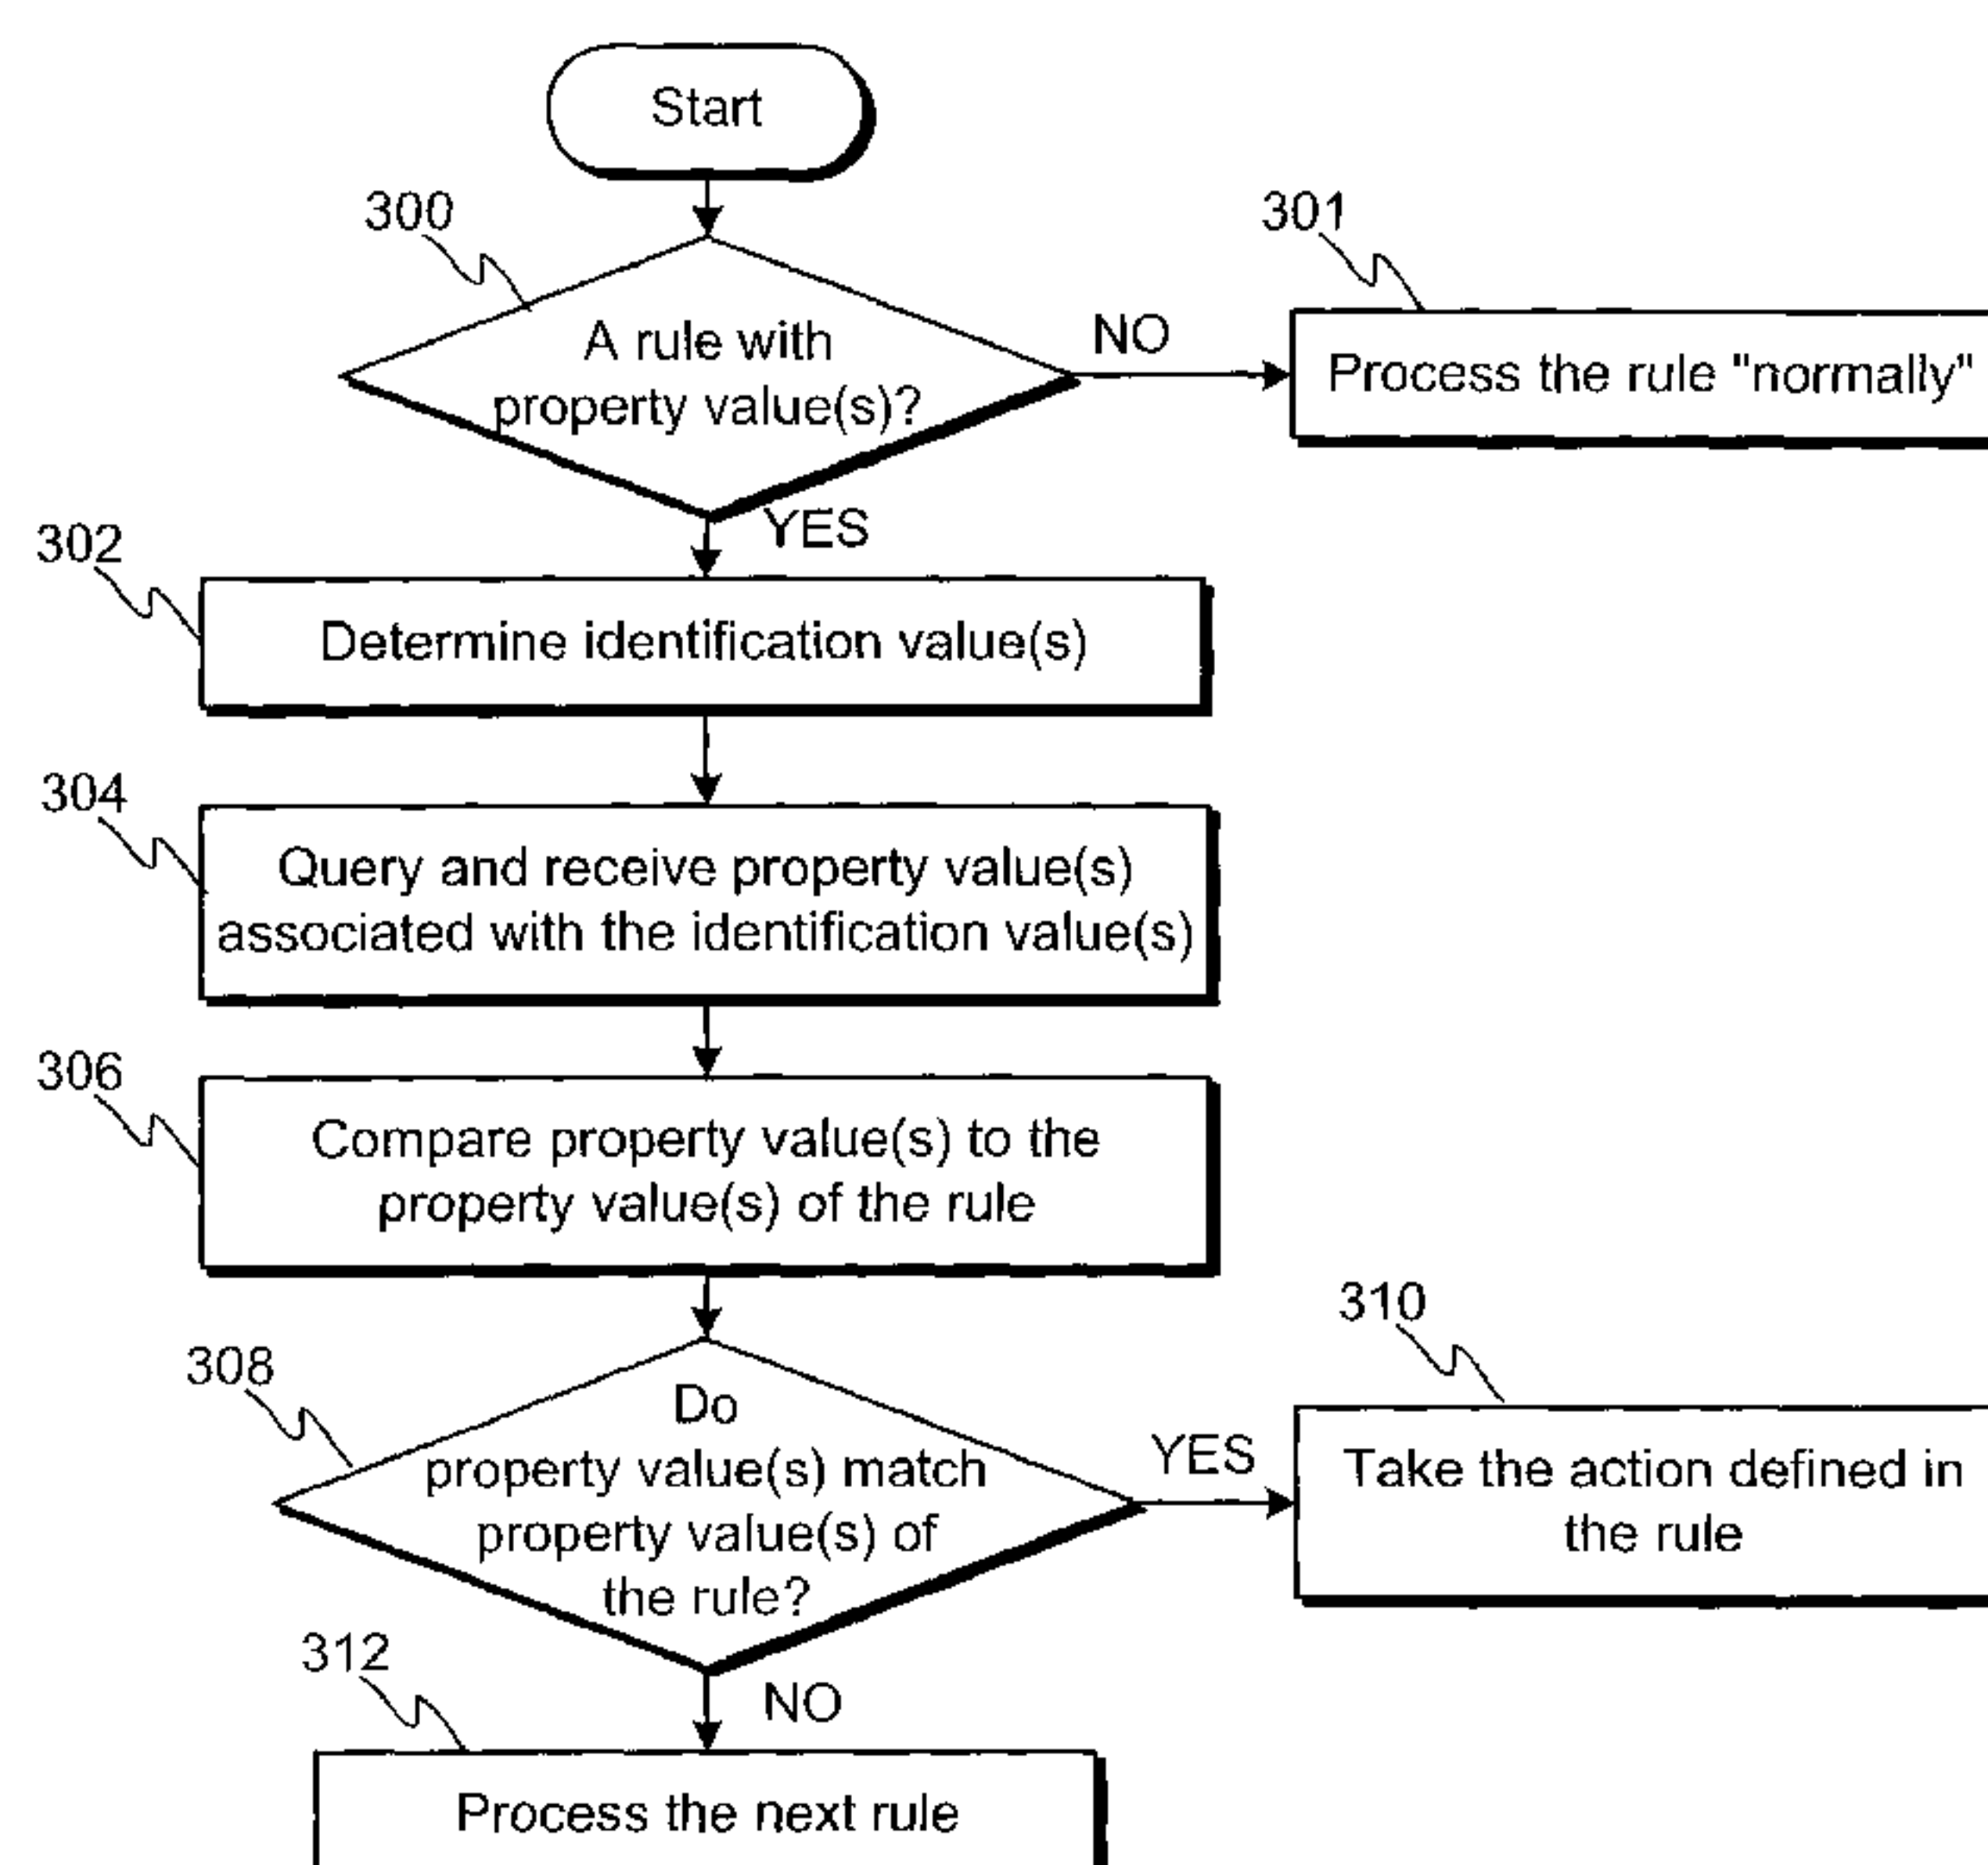 Start
300
301
A rule with
property value(s)?
NO
Process the rule "normally"
YES
302
Determine identification value(s)
304
Query and receive property value(s)
associated with the identification value(s)
306
Compare property value(s) to the
property value(s) of the rule
310
308
Do
property value(s) match
property value(s) of
the rule?
YES
Take the action defined in
the rule
312
NO
Process the next rule